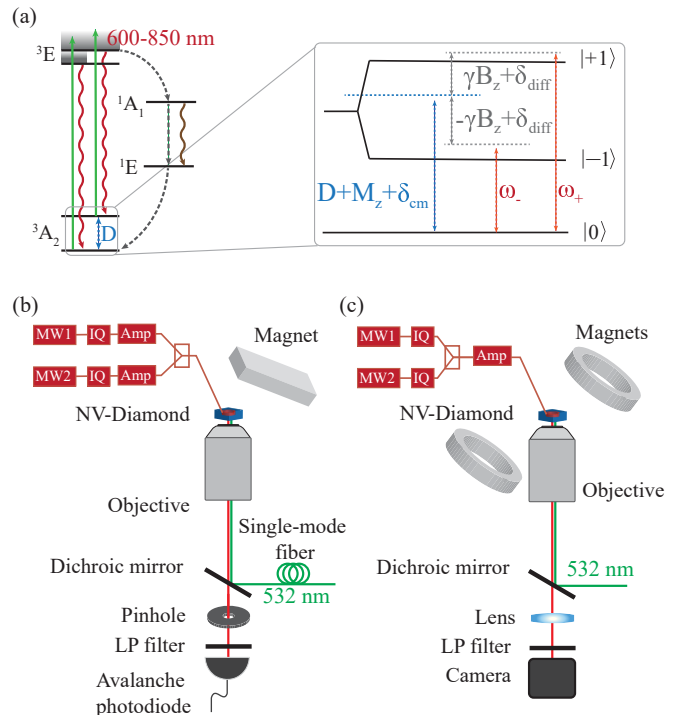 (a)
³E
600-850 nm
¹A₁
¹E
³A₂
D
|+1⟩
γB_z+δ_diff
-γB_z+δ_diff
|−1⟩
D+M_z+δ_cm
ω_-
ω_+
|0⟩
(b)
MW1
IQ
Amp
MW2
IQ
Amp
Magnet
NV-Diamond
Objective
Single-mode
fiber
Dichroic mirror
532 nm
Pinhole
LP filter
Avalanche
photodiode
(c)
MW1
IQ
MW2
IQ
Amp
Magnets
NV-Diamond
Objective
Dichroic mirror
532 nm
Lens
LP filter
Camera